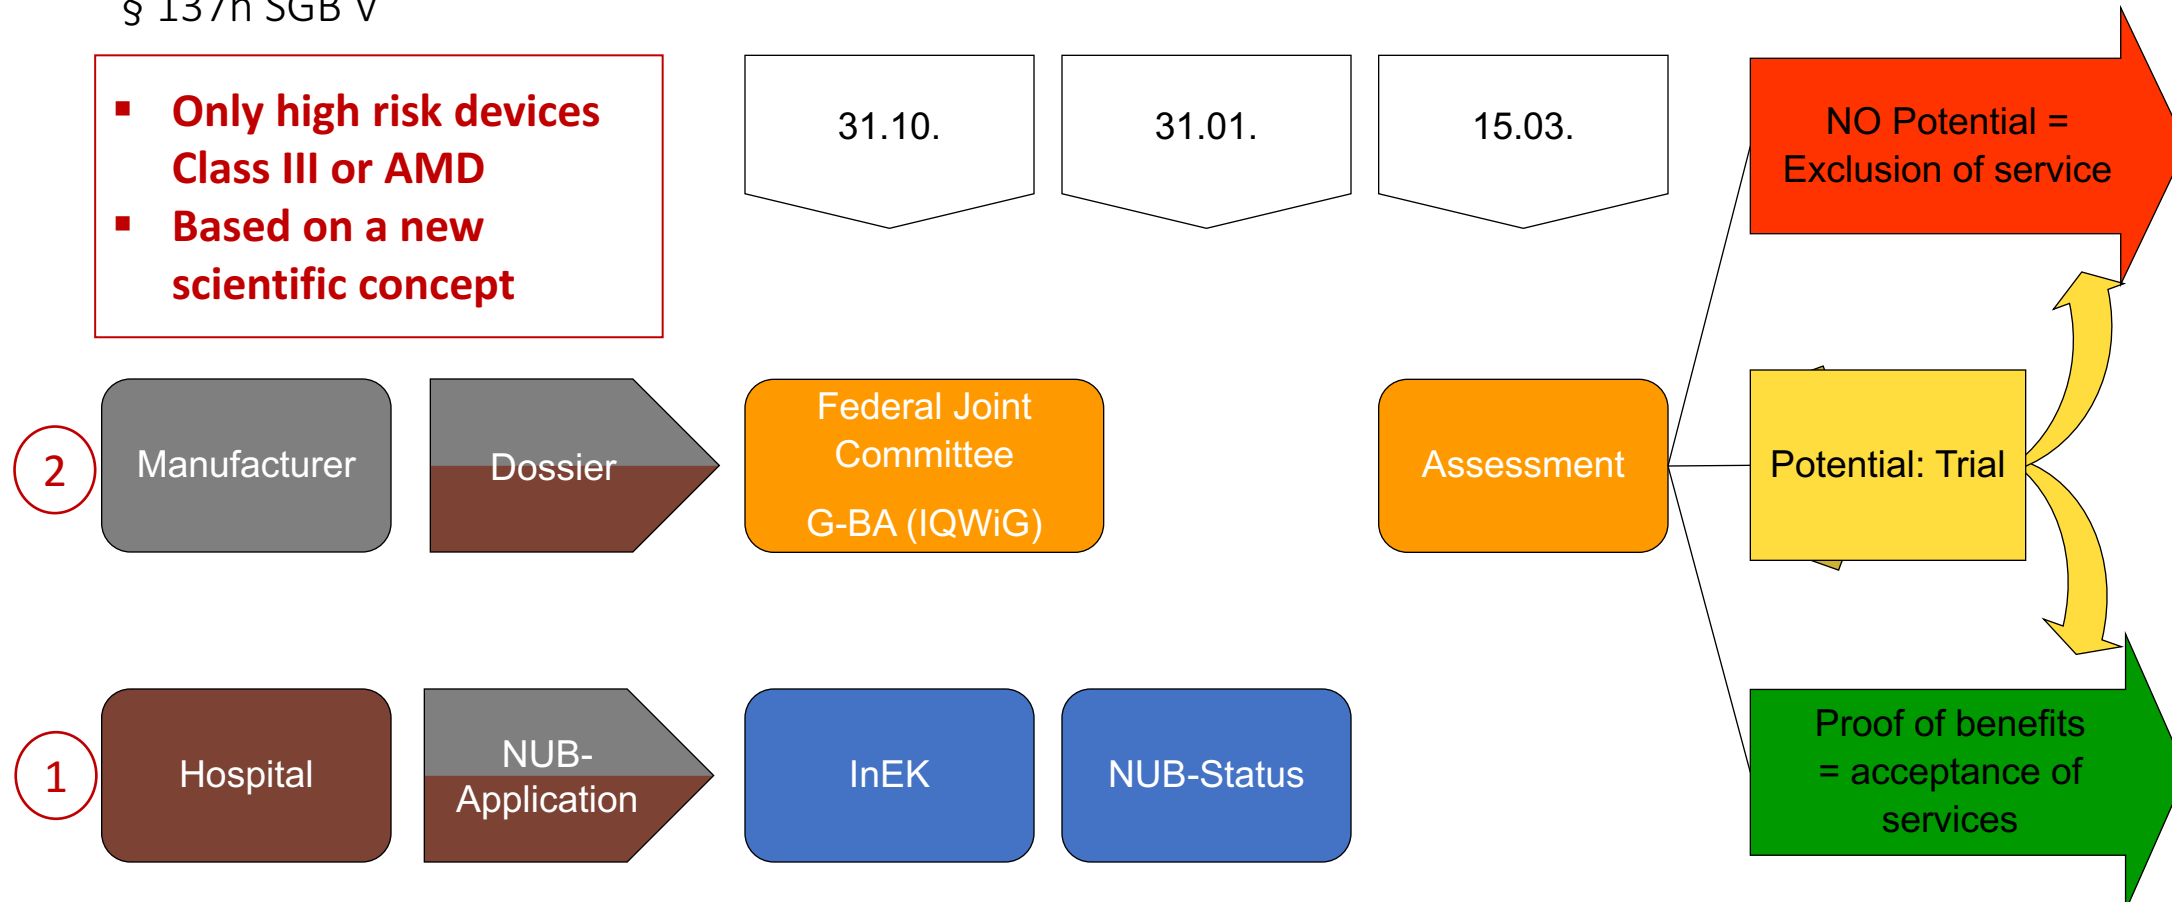 § 137h SGB V
▪ Only high risk devices
Class III or AMD
▪ Based on a new
scientific concept
31.10.
31.01.
15.03.
NO Potential =
Exclusion of service
2
Manufacturer
Dossier
Federal Joint
Committee
G-BA (IQWiG)
Assessment
Potential: Trial
1
Hospital
NUB-
Application
InEK
NUB-Status
Proof of benefits
= acceptance of
services